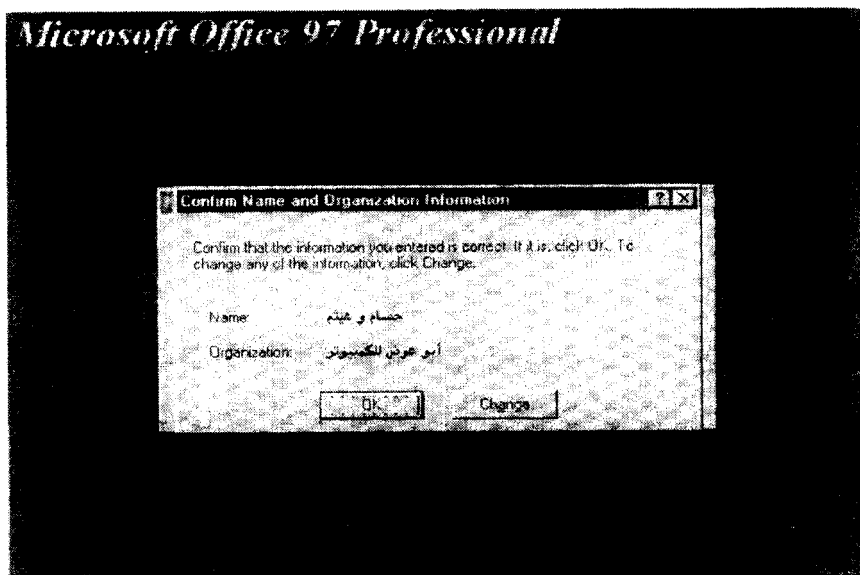 Microsoft Office 97 Professional
Confirm Name and Organization Information
Confirm that the information you entered is correct. If it is, click OK. To
change any of the information, click Change.
Name: حسام و هيثم
Organization: أبو عوض للكمبيوتر
OK
Change